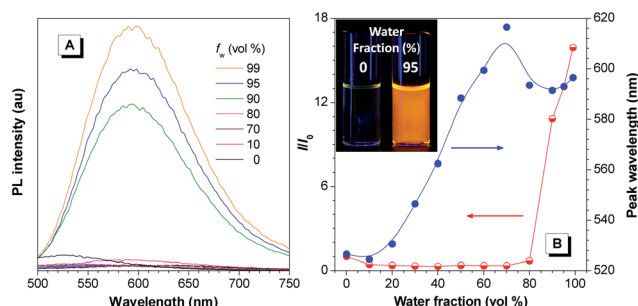 A
f_w (vol %)
99
95
90
80
70
10
0
PL intensity (au)
500 550 600 650 700 750
Wavelength (nm)
Water
Fraction (%)
0 95
18
12
6
0
I/I_0
620
600
580
560
540
520
Peak wavelength (nm)
B
0 20 40 60 80 100
Water fraction (vol %)